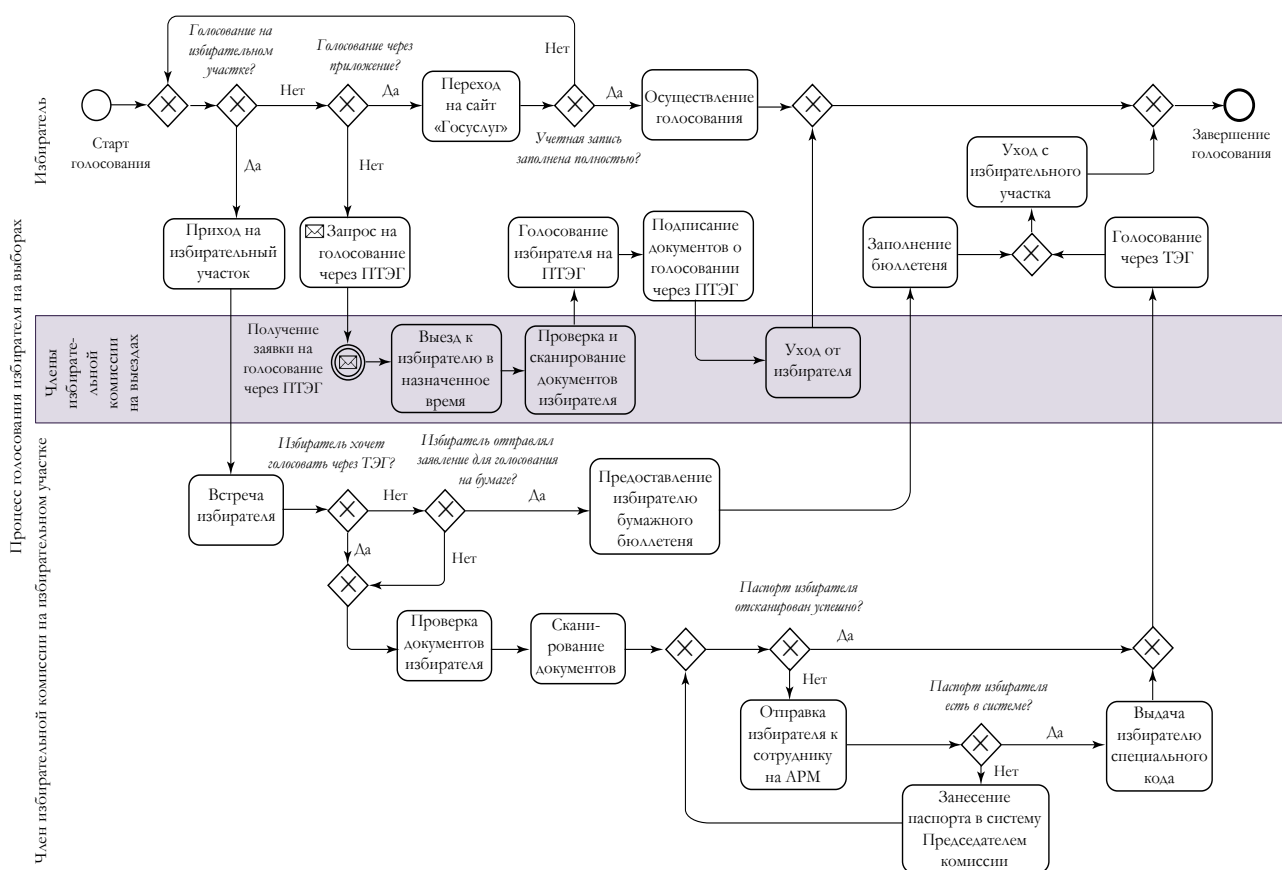 Процесс голосования избирателя на выборах
Избиратель
Старт
голосования
Голосование на
избирательном
участке?
Нет
Да
Голосование через
приложение?
Да
Нет
Переход
на сайт
«Госуслуг»
Нет
Да
Учетная запись
заполнена полностью?
Осуществление
голосования
Завершение
голосования
Уход с
избирательного
участка
Приход на
избирательный
участок
Запрос на
голосование
через ПТЭГ
Голосование
избирателя на
ПТЭГ
Подписание
документов о
голосовании
через ПТЭГ
Заполнение
бюллетеня
Голосование
через ТЭГ
Члены
избирате-
льной
комиссии
на выездах
Получение
заявки на
голосование
через ПТЭГ
Выезд к
избирателю в
назначенное
время
Проверка и
сканирование
документов
избирателя
Уход от
избирателя
Член избирательной комиссии на избирательном участке
Встреча
избирателя
Избиратель хочет
голосовать через ТЭГ?
Нет
Да
Избиратель отправлял
заявление для голосования
на бумаге?
Да
Нет
Предоставление
избирателю
бумажного
бюллетеня
Проверка
документов
избирателя
Скани-
рование
документов
Паспорт избирателя
отсканирован успешно?
Да
Нет
Отправка
избирателя к
сотруднику
на АРМ
Паспорт избирателя
есть в системе?
Да
Нет
Выдача
избирателю
специального
кода
Занесение
паспорта в систему
Председателем
комиссии